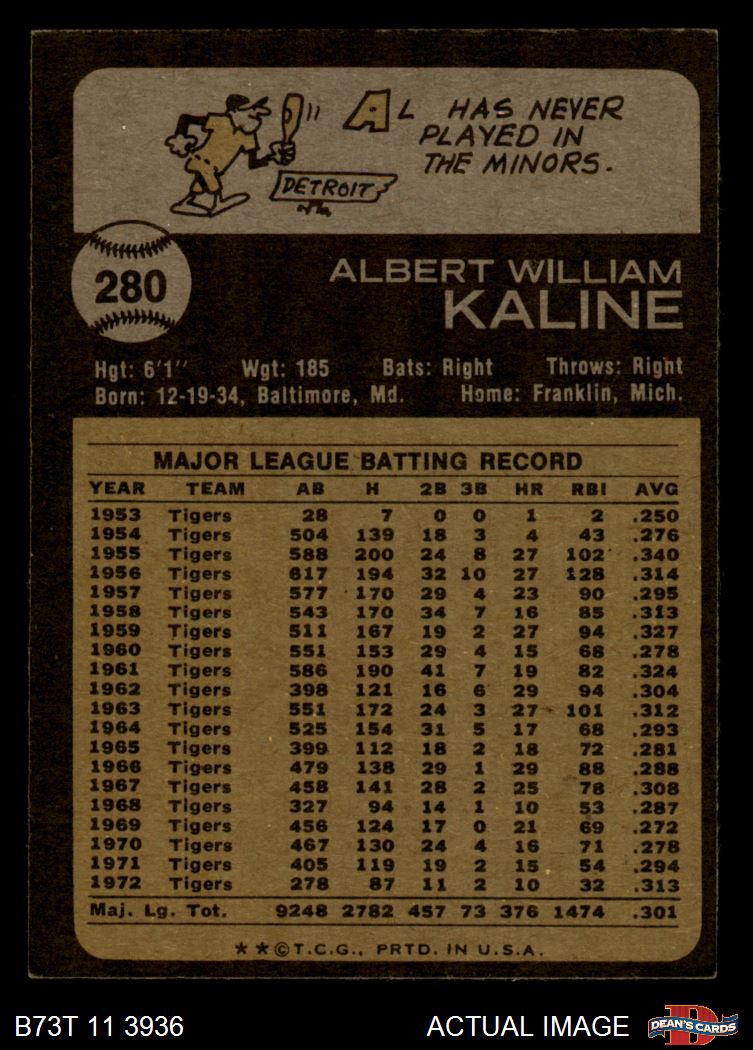 AL HAS NEVER
PLAYED IN
THE MINORS.
DETROIT
280
ALBERT WILLIAM
KALINE
Hgt: 6'1" Wgt: 185 Bats: Right Throws: Right
Born: 12-19-34, Baltimore, Md. Home: Franklin, Mich.
MAJOR LEAGUE BATTING RECORD
YEAR TEAM AB H 2B 3B HR RBI AVG
1953 Tigers 28 7 0 0 1 2 .250
1954 Tigers 504 139 18 3 4 43 .276
1955 Tigers 588 200 24 8 27 102 .340
1956 Tigers 617 194 32 10 27 128 .314
1957 Tigers 577 170 29 4 23 90 .295
1958 Tigers 543 170 34 7 16 85 .313
1959 Tigers 511 167 19 2 27 94 .327
1960 Tigers 551 153 29 4 15 68 .278
1961 Tigers 586 190 41 7 19 82 .324
1962 Tigers 398 121 16 6 29 94 .304
1963 Tigers 551 172 24 3 27 101 .312
1964 Tigers 525 154 31 5 17 68 .293
1965 Tigers 399 112 18 2 18 72 .281
1966 Tigers 479 138 29 1 29 88 .288
1967 Tigers 458 141 28 2 25 78 .308
1968 Tigers 327 94 14 1 10 53 .287
1969 Tigers 456 124 17 0 21 69 .272
1970 Tigers 467 130 24 4 16 71 .278
1971 Tigers 405 119 19 2 15 54 .294
1972 Tigers 278 87 11 2 10 32 .313
Maj. Lg. Tot. 9248 2782 457 73 376 1474 .301
★ ★ © T.C.G., PRTD. IN U.S.A.
B73T 11 3936 ACTUAL IMAGE D DEAN'S CARDS